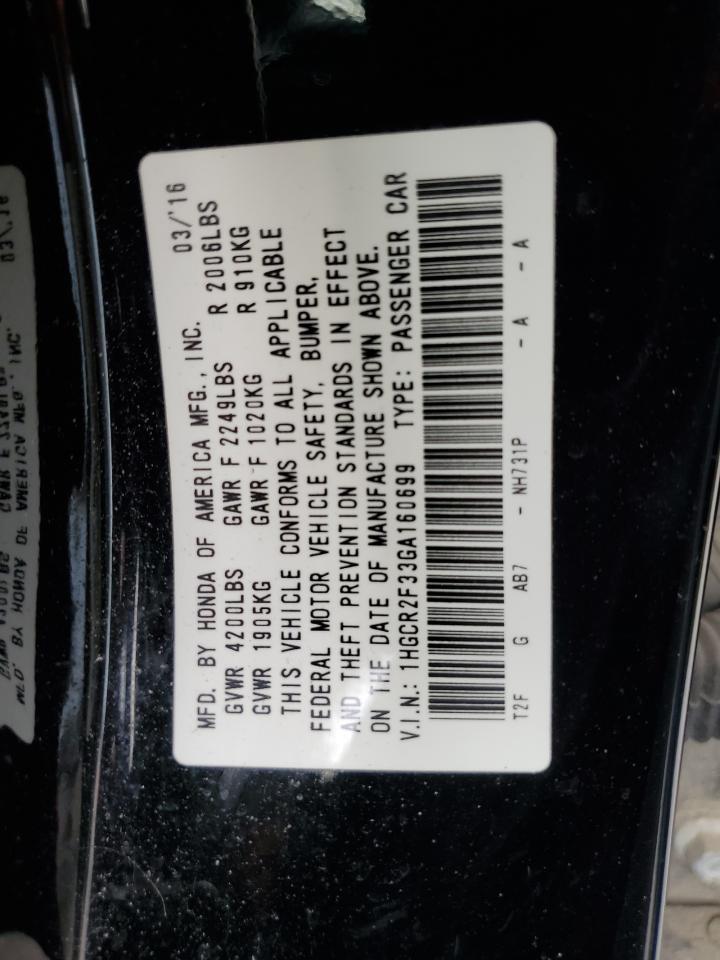 MFD. BY HONDA OF AMERICA MFG., INC. 03/'16
GVWR 4200LBS GAWR F 2249LBS R 2006LBS
GVWR 1905KG GAWR F 1020KG R 910KG
THIS VEHICLE CONFORMS TO ALL APPLICABLE
FEDERAL MOTOR VEHICLE SAFETY, BUMPER,
AND THEFT PREVENTION STANDARDS IN EFFECT
ON THE DATE OF MANUFACTURE SHOWN ABOVE.
V.I.N.: 1HGCR2F33GA160699 TYPE: PASSENGER CAR
T2F G AB7 - NH731P - A - A